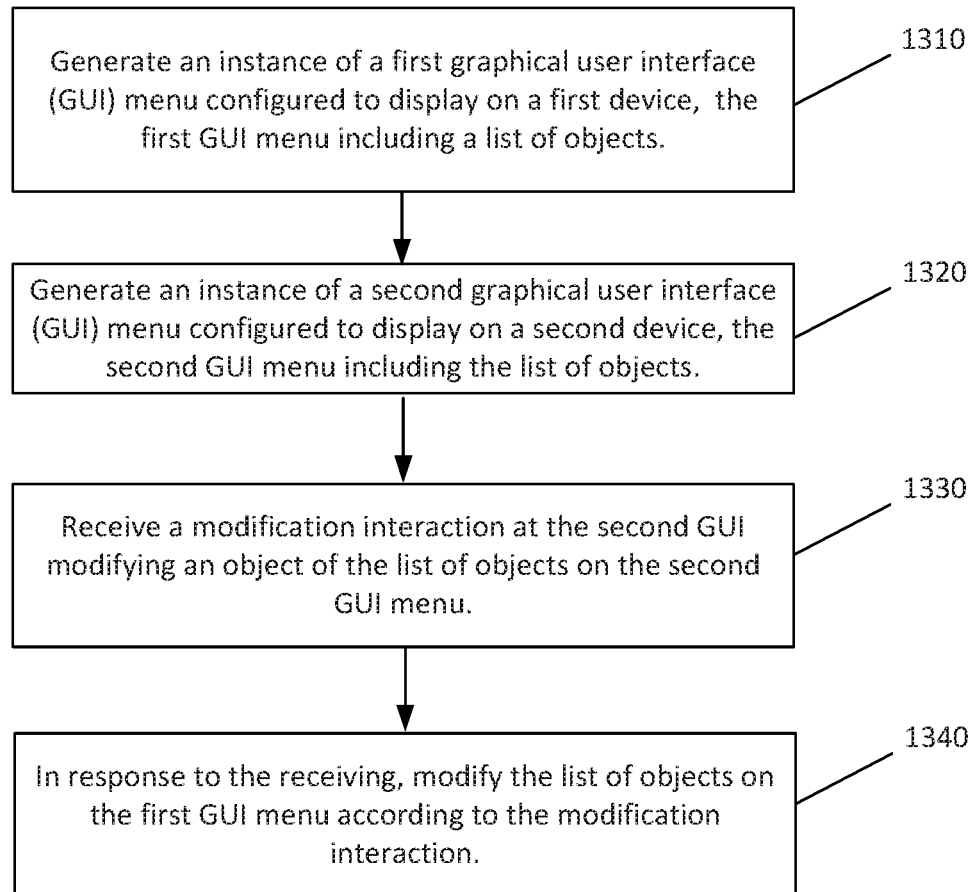 1310
Generate an instance of a first graphical user interface
(GUI) menu configured to display on a first device, the
first GUI menu including a list of objects.
1320
Generate an instance of a second graphical user interface
(GUI) menu configured to display on a second device, the
second GUI menu including the list of objects.
1330
Receive a modification interaction at the second GUI
modifying an object of the list of objects on the second
GUI menu.
1340
In response to the receiving, modify the list of objects on
the first GUI menu according to the modification
interaction.